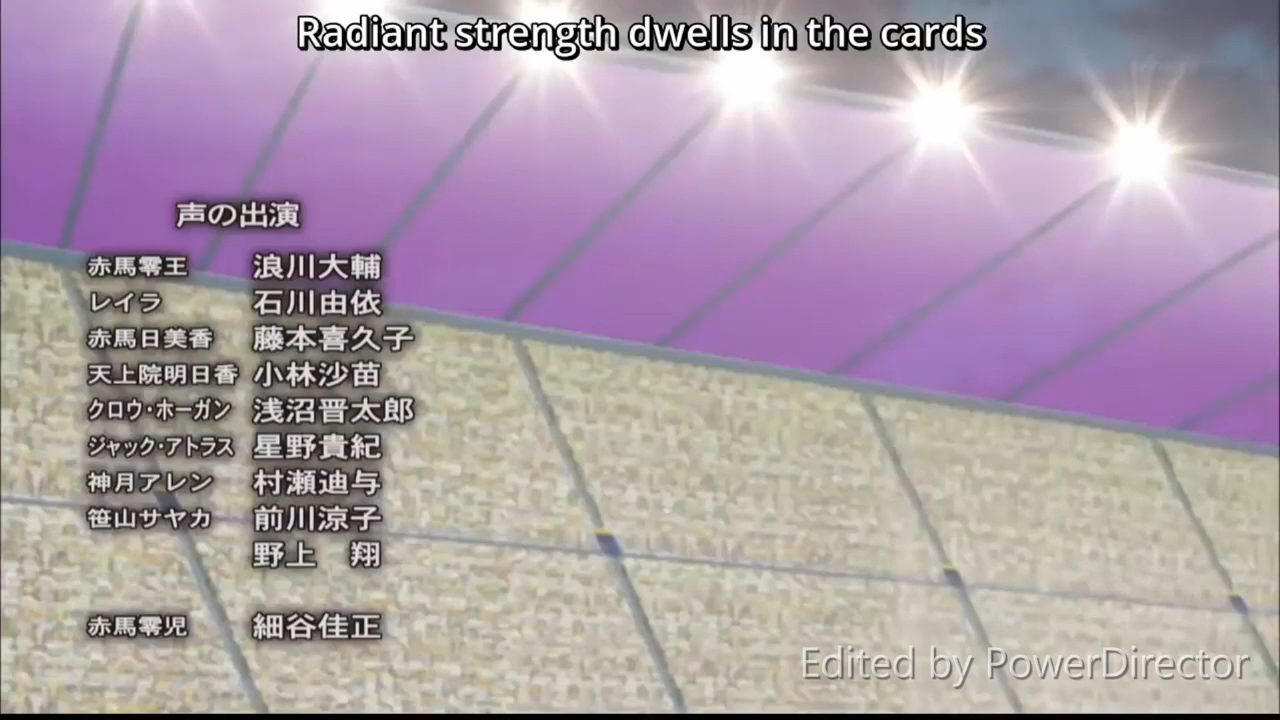 Radiant strength dwells in the cards
声の出演
赤馬零王 浪川大輔
レイラ 石川由依
赤馬日美香 藤本喜久子
天上院明日香 小林沙苗
クロウ・ホーガン 浅沼晋太郎
ジャック・アトラス 星野貴紀
神月アレン 村瀬迪与
笹山サヤカ 前川涼子
野上 翔
赤馬零児 細谷佳正
Edited by PowerDirector